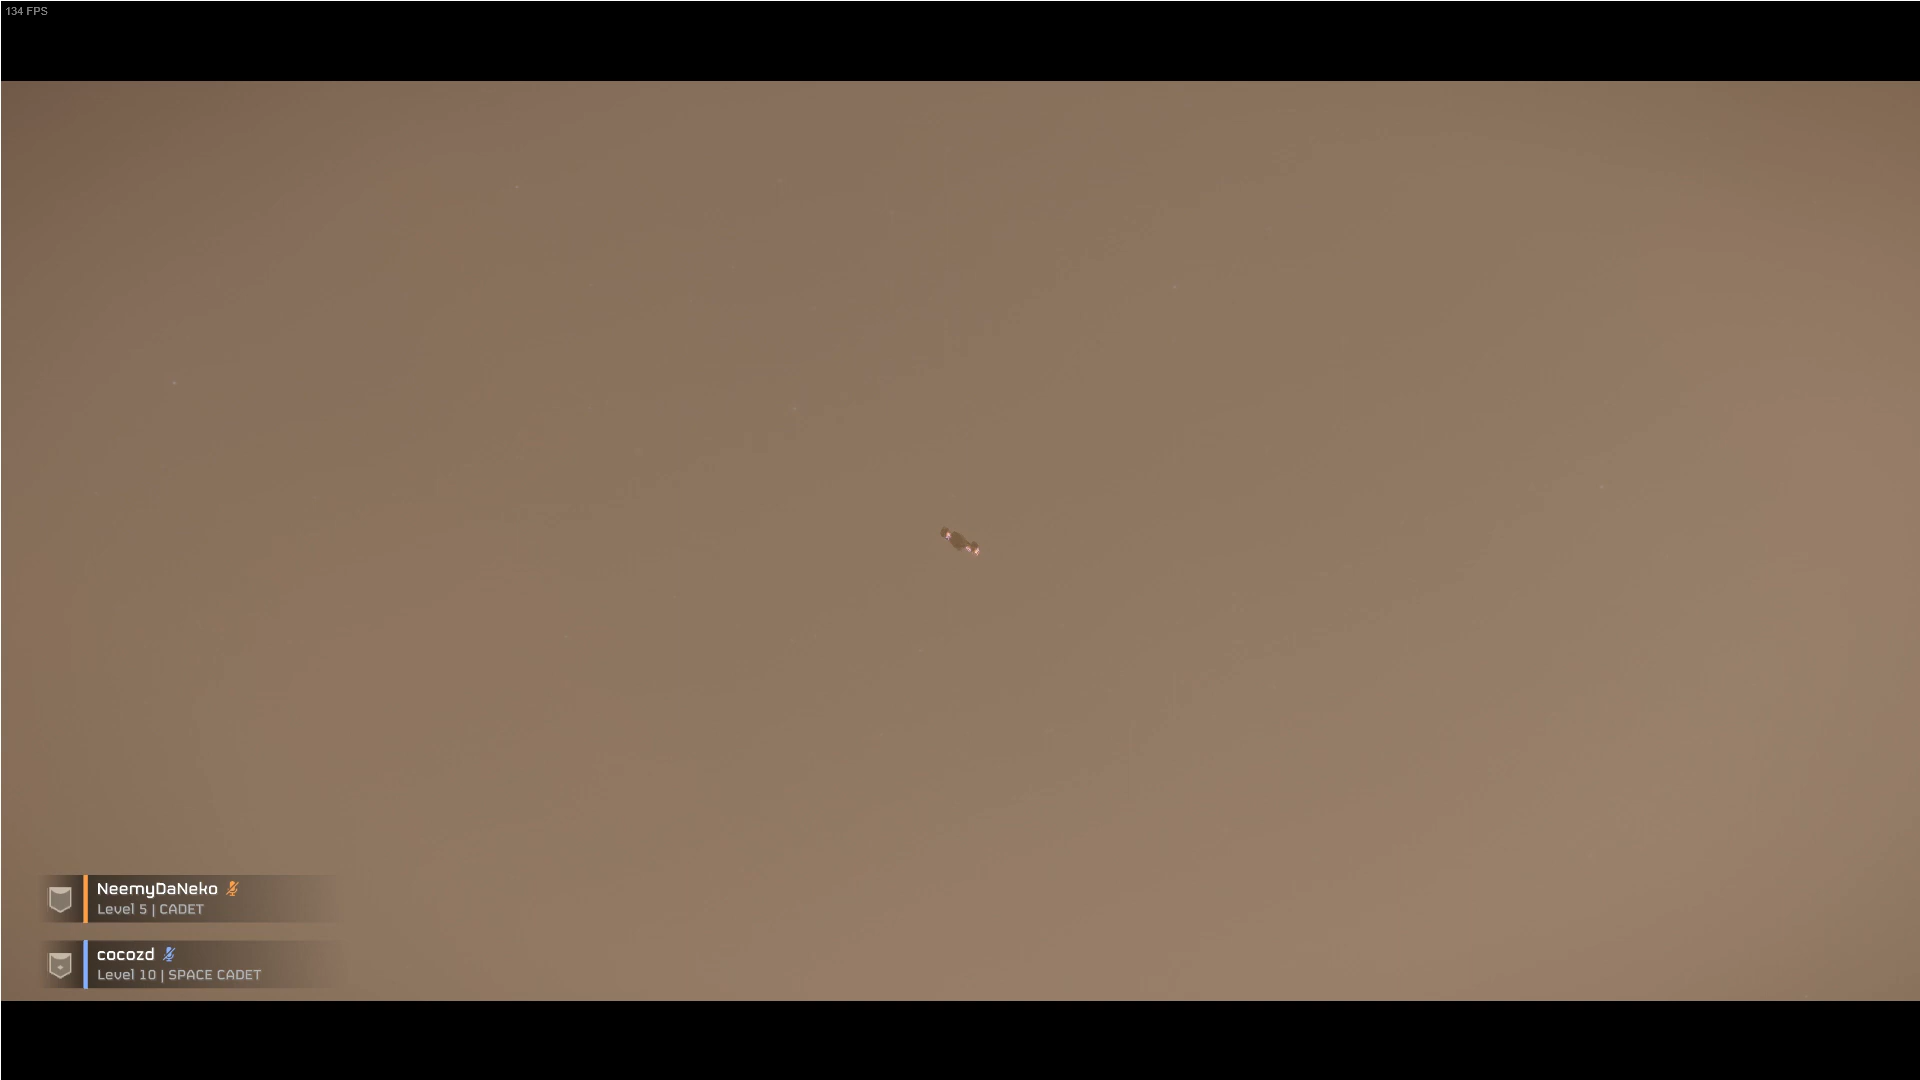 134 FPS
NeemyDaNeko
Level 5 | CADET
cocozd
Level 10 | SPACE CADET